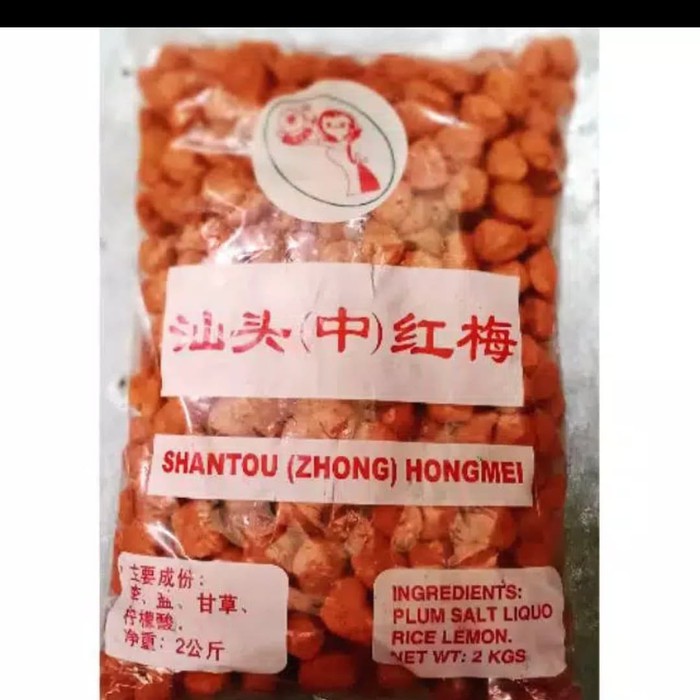 汕头(中)红梅
SHANTOU (ZHONG) HONGMEI
主要成份:
盐、甘草、
柠檬酸。
净重: 2公斤
INGREDIENTS:
PLUM SALT LIQUO
RICE LEMON.
NET WT: 2 KGS